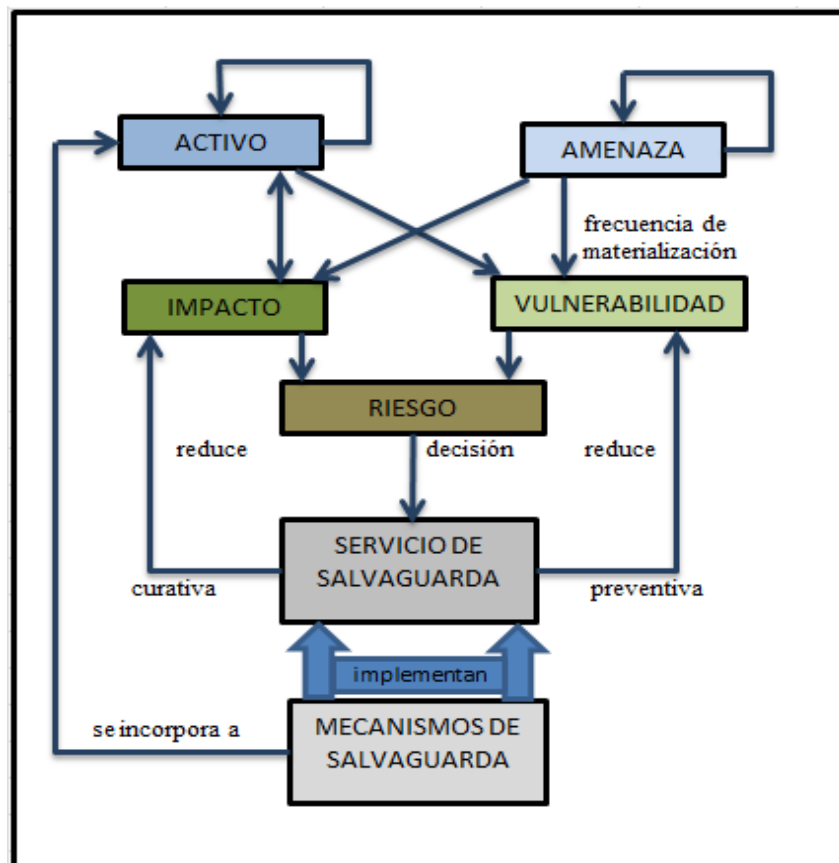 ACTIVO
AMENAZA
frecuencia de
materialización
IMPACTO
VULNERABILIDAD
RIESGO
reduce
decisión
reduce
SERVICIO DE
SALVAGUARDA
curativa
preventiva
implementan
se incorpora a
MECANISMOS DE
SALVAGUARDA